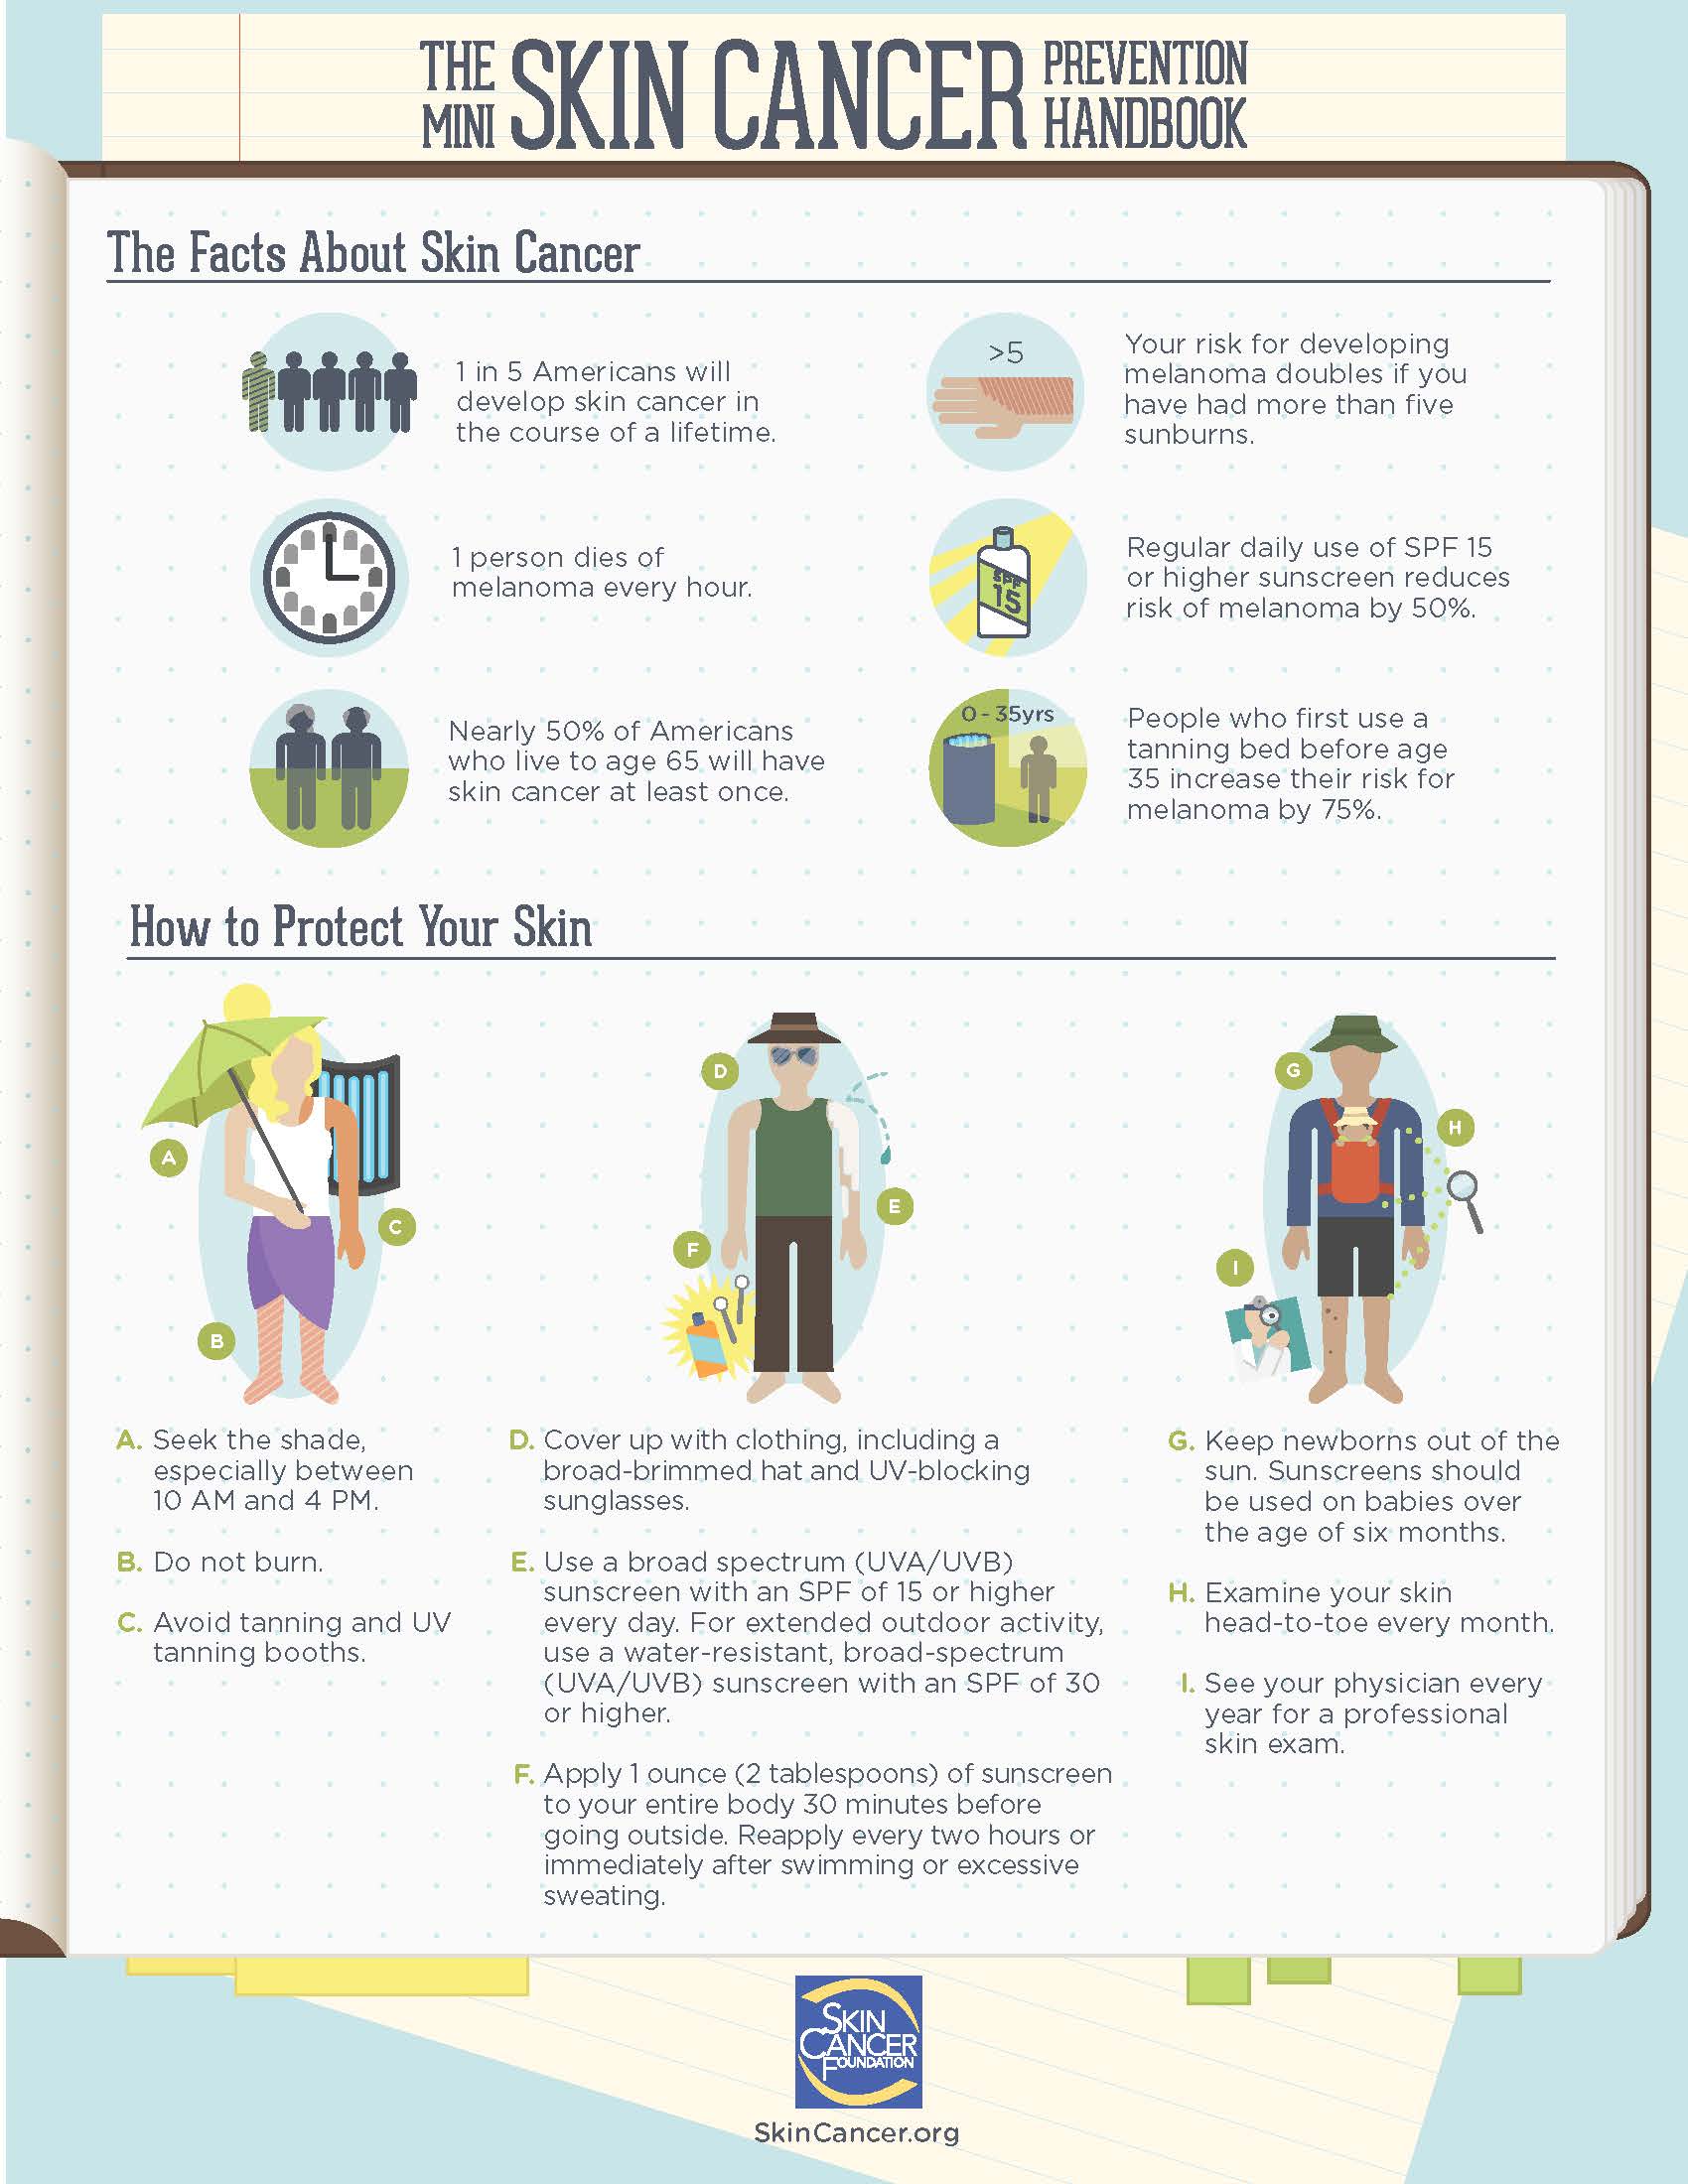 THE
MINI
SKIN CANCER
PREVENTION
HANDBOOK
The Facts About Skin Cancer
1 in 5 Americans will
develop skin cancer in
the course of a lifetime.
>5
Your risk for developing
melanoma doubles if you
have had more than five
sunburns.
1 person dies of
melanoma every hour.
SPF
15
Regular daily use of SPF 15
or higher sunscreen reduces
risk of melanoma by 50%.
Nearly 50% of Americans
who live to age 65 will have
skin cancer at least once.
0 - 35yrs
People who first use a
tanning bed before age
35 increase their risk for
melanoma by 75%.
How to Protect Your Skin
A
C
B
D
E
F
G
H
I
A. Seek the shade,
especially between
10 AM and 4 PM.
B. Do not burn.
C. Avoid tanning and UV
tanning booths.
D. Cover up with clothing, including a
broad-brimmed hat and UV-blocking
sunglasses.
E. Use a broad spectrum (UVA/UVB)
sunscreen with an SPF of 15 or higher
every day. For extended outdoor activity,
use a water-resistant, broad-spectrum
(UVA/UVB) sunscreen with an SPF of 30
or higher.
F. Apply 1 ounce (2 tablespoons) of sunscreen
to your entire body 30 minutes before
going outside. Reapply every two hours or
immediately after swimming or excessive
sweating.
G. Keep newborns out of the
sun. Sunscreens should
be used on babies over
the age of six months.
H. Examine your skin
head-to-toe every month.
I. See your physician every
year for a professional
skin exam.
SKIN
CANCER
FOUNDATION
SkinCancer.org